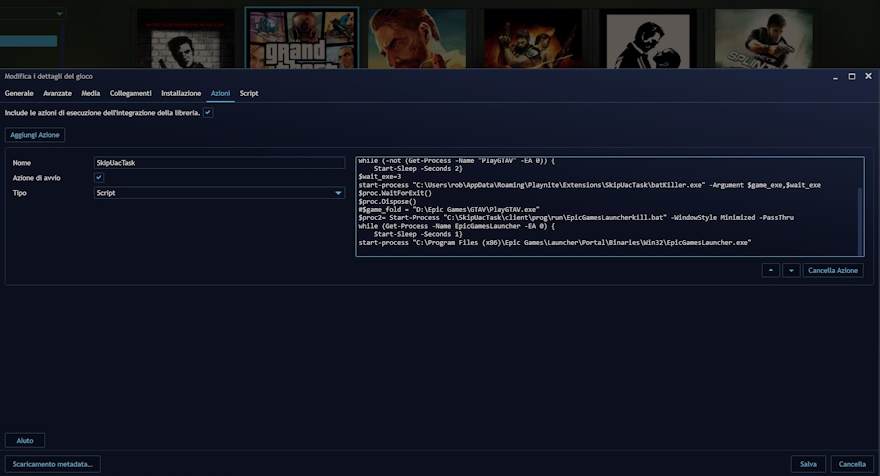 grand
SPLINTER
Modifica i dettagli del gioco
Generale Avanzate Media Collegamenti Installazione Azioni Script
Include le azioni di esecuzione dell'integrazione della libreria.
Aggiungi Azione
Nome SkipUacTask
Azione di avvio
Tipo Script
while (-not (Get-Process -Name "PlayGTAV" -EA 0)) {
Start-Sleep -Seconds 2}
$wait_exe=3
start-process "C:\Users\rob\AppData\Roaming\Playnite\Extensions\SkipUacTask\batKiller.exe" -Argument $game_exe,$wait_exe
$proc.WaitForExit()
$proc.Dispose()
#$game_fold = "D:\Epic Games\GTAV\PlayGTAV.exe"
$proc2= Start-Process "C:\SkipUacTask\client\prog\run\EpicGamesLauncherkill.bat" -WindowStyle Minimized -PassThru
while (Get-Process -Name EpicGamesLauncher -EA 0) {
Start-Sleep -Seconds 1}
start-process "C:\Program Files (x86)\Epic Games\Launcher\Portal\Binaries\Win32\EpicGamesLauncher.exe"
Cancella Azione
Aiuto
Scaricamento metadata...
Salva Cancella